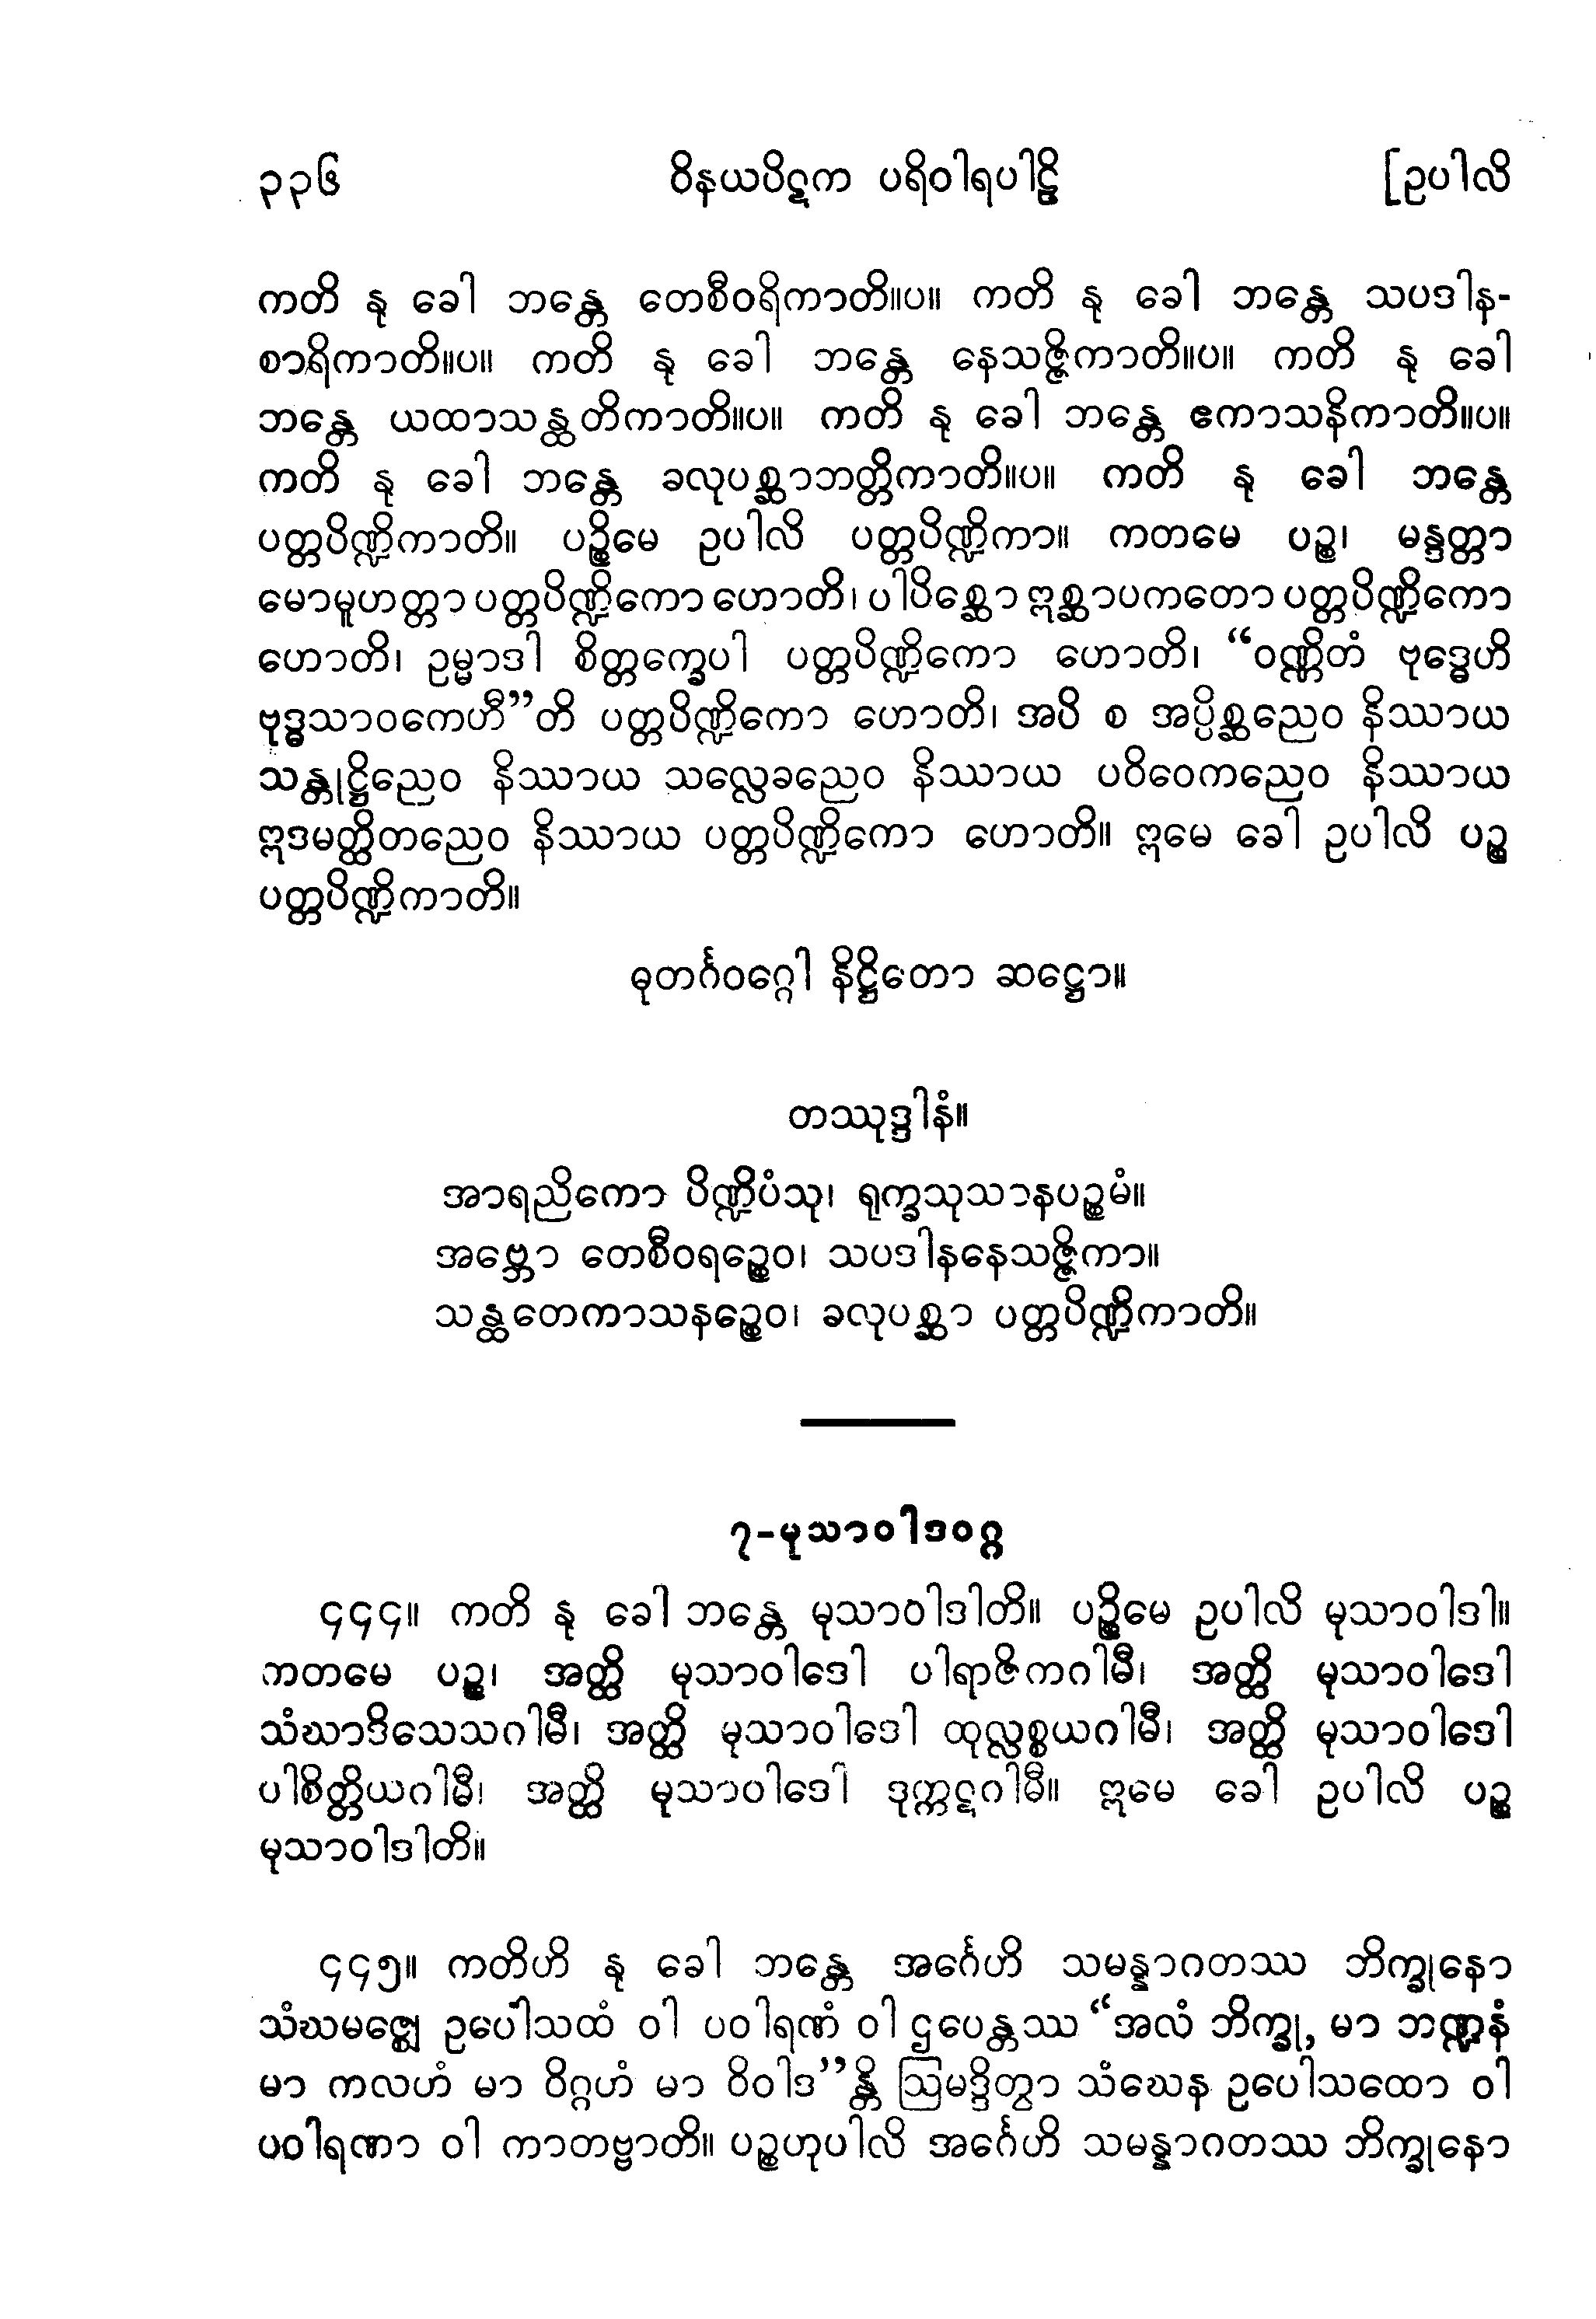 ၃၃၆ ဝိနယပိဋက ပရိဝါရပါဠိ [ဥပါလိ
ကတိ နု ခေါ ဘန္တေ တေစီဝရိကာတိ။ပ။ ကတိ နု ခေါ ဘန္တေ သပဒါန-
စာရိကာတိ။ပ။ ကတိ နု ခေါ ဘန္တေ နေသဇ္ဇိကာတိ။ပ။ ကတိ နု ခေါ
ဘန္တေ ယထာသန္ထတိကာတိ။ပ။ ကတိ နု ခေါ ဘန္တေ ဧကာသနိကာတိ။ပ။
ကတိ နု ခေါ ဘန္တေ ခလုပစ္ဆာဘတ္တိကာတိ။ပ။ ကတိ နု ခေါ ဘန္တေ
ပတ္တပိဏ္ဍိကာတိ။ ပဉ္စိမေ ဥပါလိ ပတ္တပိဏ္ဍိကာ။ ကတမေ ပဉ္စ၊ မန္ဒတ္တာ
မောမူဟတ္တာ ပတ္တပိဏ္ဍိကော ဟောတိ၊ ပါပိစ္ဆော ဣစ္ဆာပကတော ပတ္တပိဏ္ဍိကော
ဟောတိ၊ ဥမ္မာဒါ စိတ္တက္ခေပါ ပတ္တပိဏ္ဍိကော ဟောတိ၊ “ဝဏ္ဏိတံ ဗုဒ္ဓေဟိ
ဗုဒ္ဓသာဝကေဟီ”တိ ပတ္တပိဏ္ဍိကော ဟောတိ၊ အပိ စ အပ္ပိစ္ဆညေဝ နိဿာယ
သန္တုဋ္ဌိညေဝ နိဿာယ သလ္လေခညေဝ နိဿာယ ပဝိဝေကညေဝ နိဿာယ
ဣဒမတ္ထိတညေဝ နိဿာယ ပတ္တပိဏ္ဍိကော ဟောတိ။ ဣမေ ခေါ ဥပါလိ ပဉ္စ
ပတ္တပိဏ္ဍိကာတိ။
ဓုတင်္ဂဝဂ္ဂေါ နိဋ္ဌိတော ဆဋ္ဌော။
တဿုဒ္ဒါနံ။
အာရညိကော ပိဏ္ဍိပံသု၊ ရုက္ခသုသာနပဉ္စမံ။
အဗ္ဘော တေစီဝရဉ္စေဝ၊ သပဒါနနေသဇ္ဇိကာ။
သန္ထတေကာသနဉ္စေဝ၊ ခလုပစ္ဆာ ပတ္တပိဏ္ဍိကာတိ။
၇-မုသာဝါဒဝဂ္ဂ
၄၄၄။ ကတိ နု ခေါ ဘန္တေ မုသာဝါဒါတိ။ ပဉ္စိမေ ဥပါလိ မုသာဝါဒါ။
ကတမေ ပဉ္စ၊ အတ္ထိ မုသာဝါဒေါ ပါရာဇိကဂါမီ၊ အတ္ထိ မုသာဝါဒေါ
သံဃာဒိသေသဂါမီ၊ အတ္ထိ မုသာဝါဒေါ ထုလ္လစ္စယဂါမီ၊ အတ္ထိ မုသာဝါဒေါ
ပါစိတ္တိယဂါမီ၊ အတ္ထိ မုသာဝါဒေါ ဒုက္ကဋဂါမီ။ ဣမေ ခေါ ဥပါလိ ပဉ္စ
မုသာဝါဒါတိ။
၄၄၅။ ကတိဟိ နု ခေါ ဘန္တေ အင်္ဂေဟိ သမန္နာဂတဿ ဘိက္ခုနော
သံဃမဇ္ဈေ ဥပေါသထံ ဝါ ပဝါရဏံ ဝါ ဌပေန္တဿ “အလံ ဘိက္ခု, မာ ဘဏ္ဍနံ
မာ ကလဟံ မာ ဝိဂ္ဂဟံ မာ ဝိဝါဒ”န္တိ ဩမဒ္ဒိတွာ သံဃေန ဥပေါသထော ဝါ
ပဝါရဏာ ဝါ ကာတဗ္ဗာတိ။ ပဉ္စဟုပါလိ အင်္ဂေဟိ သမန္နာဂတဿ ဘိက္ခုနော